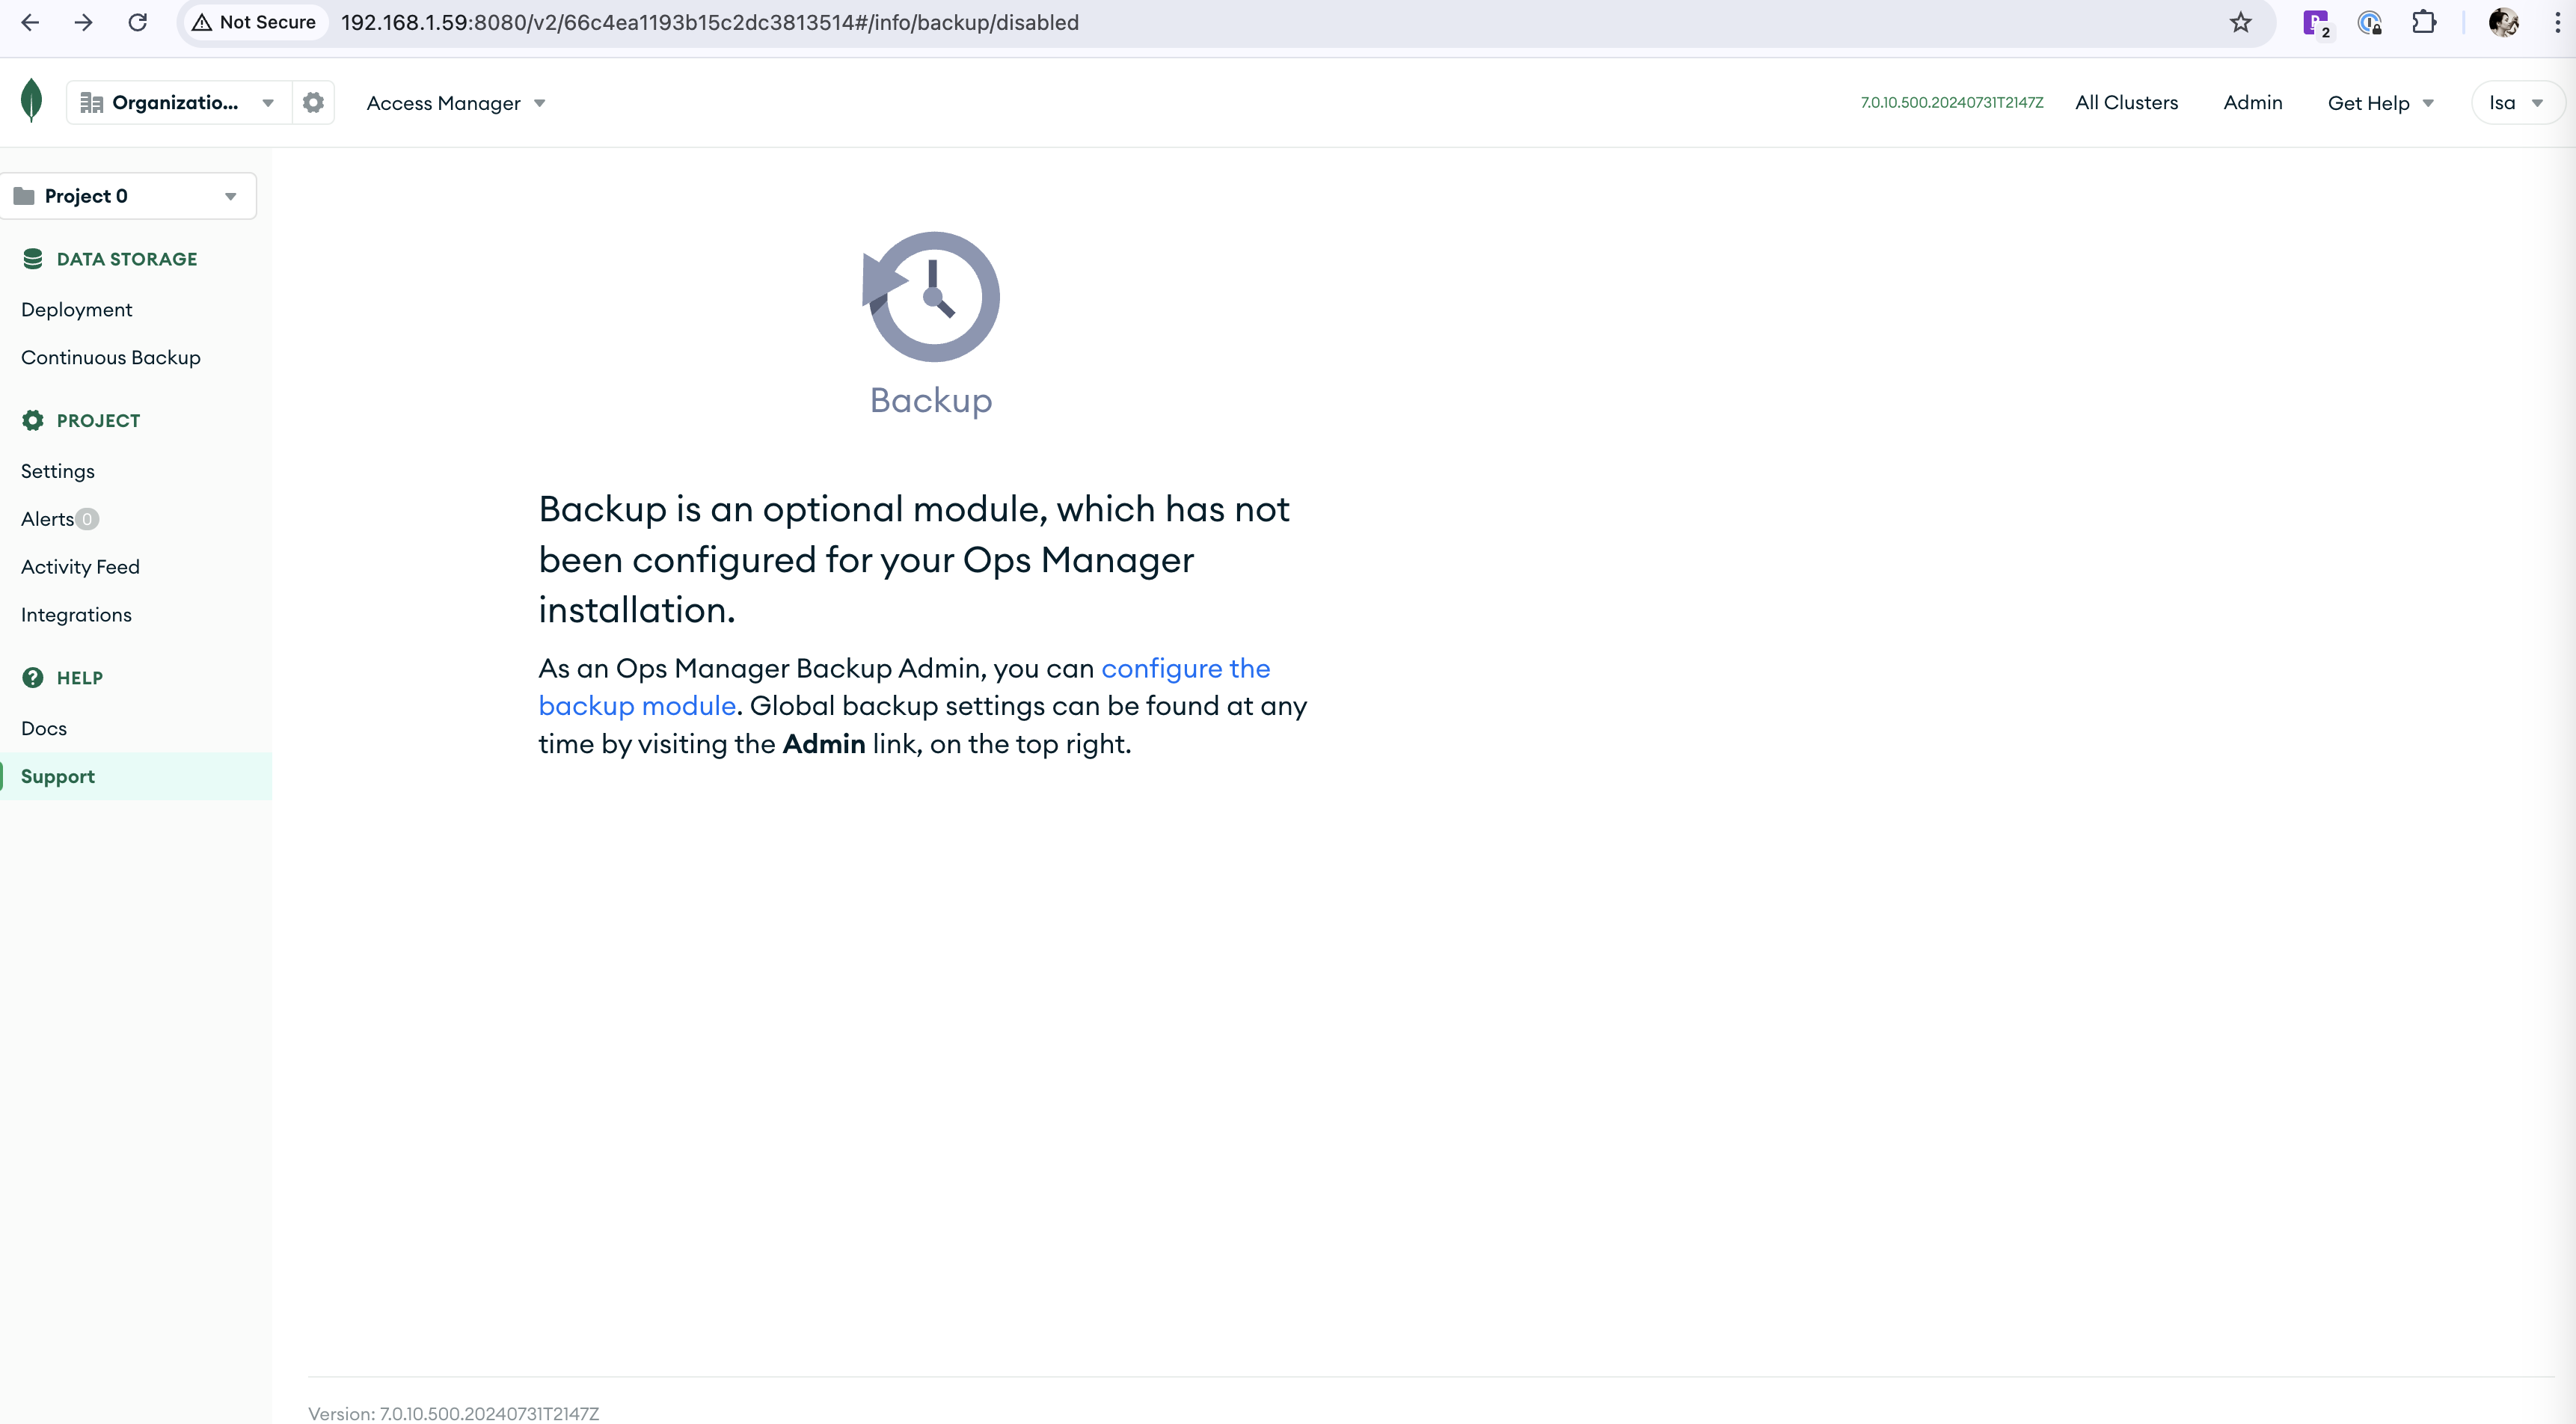 Not Secure
192.168.1.59:8080/v2/66c4ea1193b15c2dc3813514#/info/backup/disabled
2
Organizatio...
Access Manager
7.0.10.500.20240731T2147Z
All Clusters
Admin
Get Help
Isa
Project 0
DATA STORAGE
Deployment
Continuous Backup
PROJECT
Settings
Alerts 0
Activity Feed
Integrations
HELP
Docs
Support
Backup
Backup is an optional module, which has not
been configured for your Ops Manager
installation.
As an Ops Manager Backup Admin, you can configure the
backup module. Global backup settings can be found at any
time by visiting the Admin link, on the top right.
Version: 7.0.10.500.20240731T2147Z